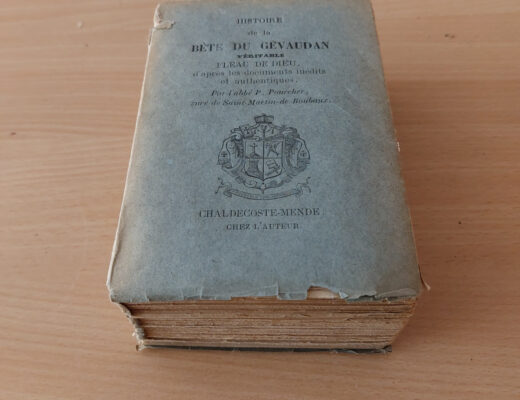 HISTOIRE
de la
BÊTE DU GÉVAUDAN
VÉRITABLE
FLÉAU DE DIEU,
d'après les documents inédits
et authentiques,
Par l'abbé P. Pourcher,
curé de Saint-Martin-de-Boubaux.
CHALDECOSTE-MENDE,
CHEZ L'AUTEUR